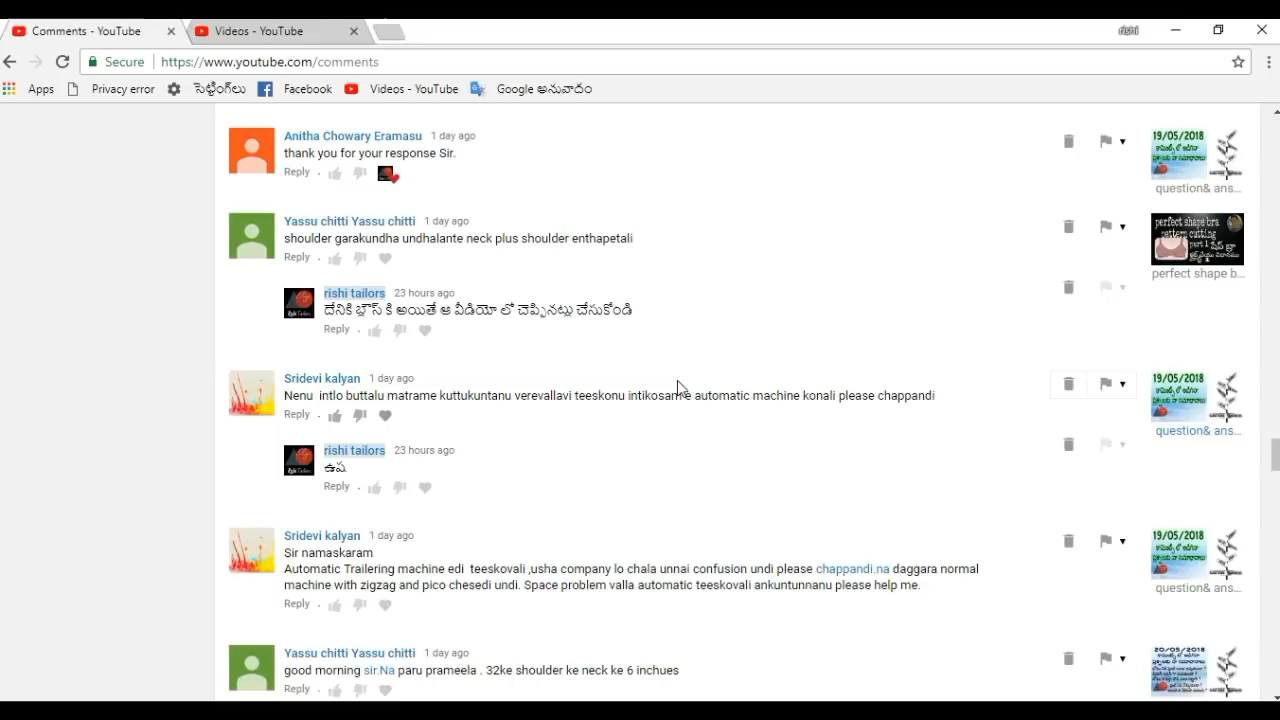 Comments - YouTube
Videos - YouTube
rishi
Secure
https://www.youtube.com/comments
Apps
Privacy error
సెట్టింగ్‌లు
Facebook
Videos - YouTube
Google అనువాదం
Anitha Chowary Eramasu 1 day ago
thank you for your response Sir.
Reply
19/05/2018
question& ans...
Yassu chitti Yassu chitti 1 day ago
shoulder garakundha undhalante neck plus shoulder enthapetali
Reply
perfect shape bra
pattern cutting
part 1
perfect shape b...
rishi tailors 23 hours ago
దేనికి బ్లౌస్ కి అయితే ఆ వీడియో లో చెప్పినట్లు చేసుకోండి
Reply
Sridevi kalyan 1 day ago
Nenu intlo buttalu matrame kuttukuntanu verevallavi teeskonu intikosam automatic machine konali please chappandi
Reply
19/05/2018
question& ans...
rishi tailors 23 hours ago
ఉష
Reply
Sridevi kalyan 1 day ago
Sir namaskaram
Automatic Trailering machine edi teeskovali ,usha company lo chala unnai confusion undi please chappandi.na daggara normal
machine with zigzag and pico chesedi undi. Space problem valla automatic teeskovali ankuntunnanu please help me.
Reply
19/05/2018
question& ans...
Yassu chitti Yassu chitti 1 day ago
good morning sir.Na paru prameela . 32ke shoulder ke neck ke 6 inchues
Reply
20/05/2018